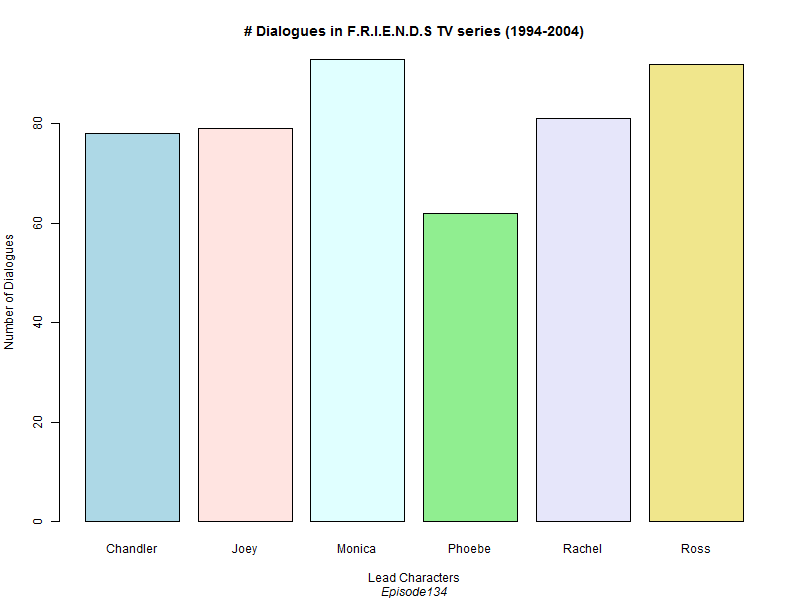 # Dialogues in F.R.I.E.N.D.S TV series (1994-2004)
Number of Dialogues
80
60
40
20
0
Chandler Joey Monica Phoebe Rachel Ross
Lead Characters
Episode134